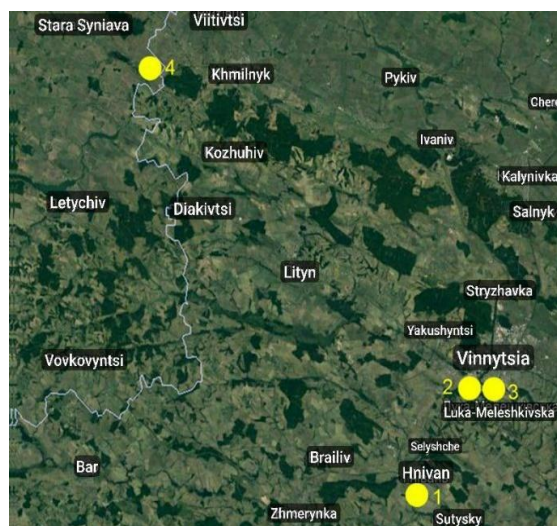 Stara Syniava
Viitivtsi
4
Khmilnyk
Pykiv
Ivaniv
Kozhuhiv
Kalynivka
Letychiv
Diakivtsi
Salnyk
Lityn
Stryzhavka
Yakushyntsi
Vovkovyntsi
Vinnytsia
2
3
Luka-Meleshkivska
Selyshche
Bar
Brailiv
Hnivan
1
Zhmerynka
Sutysky